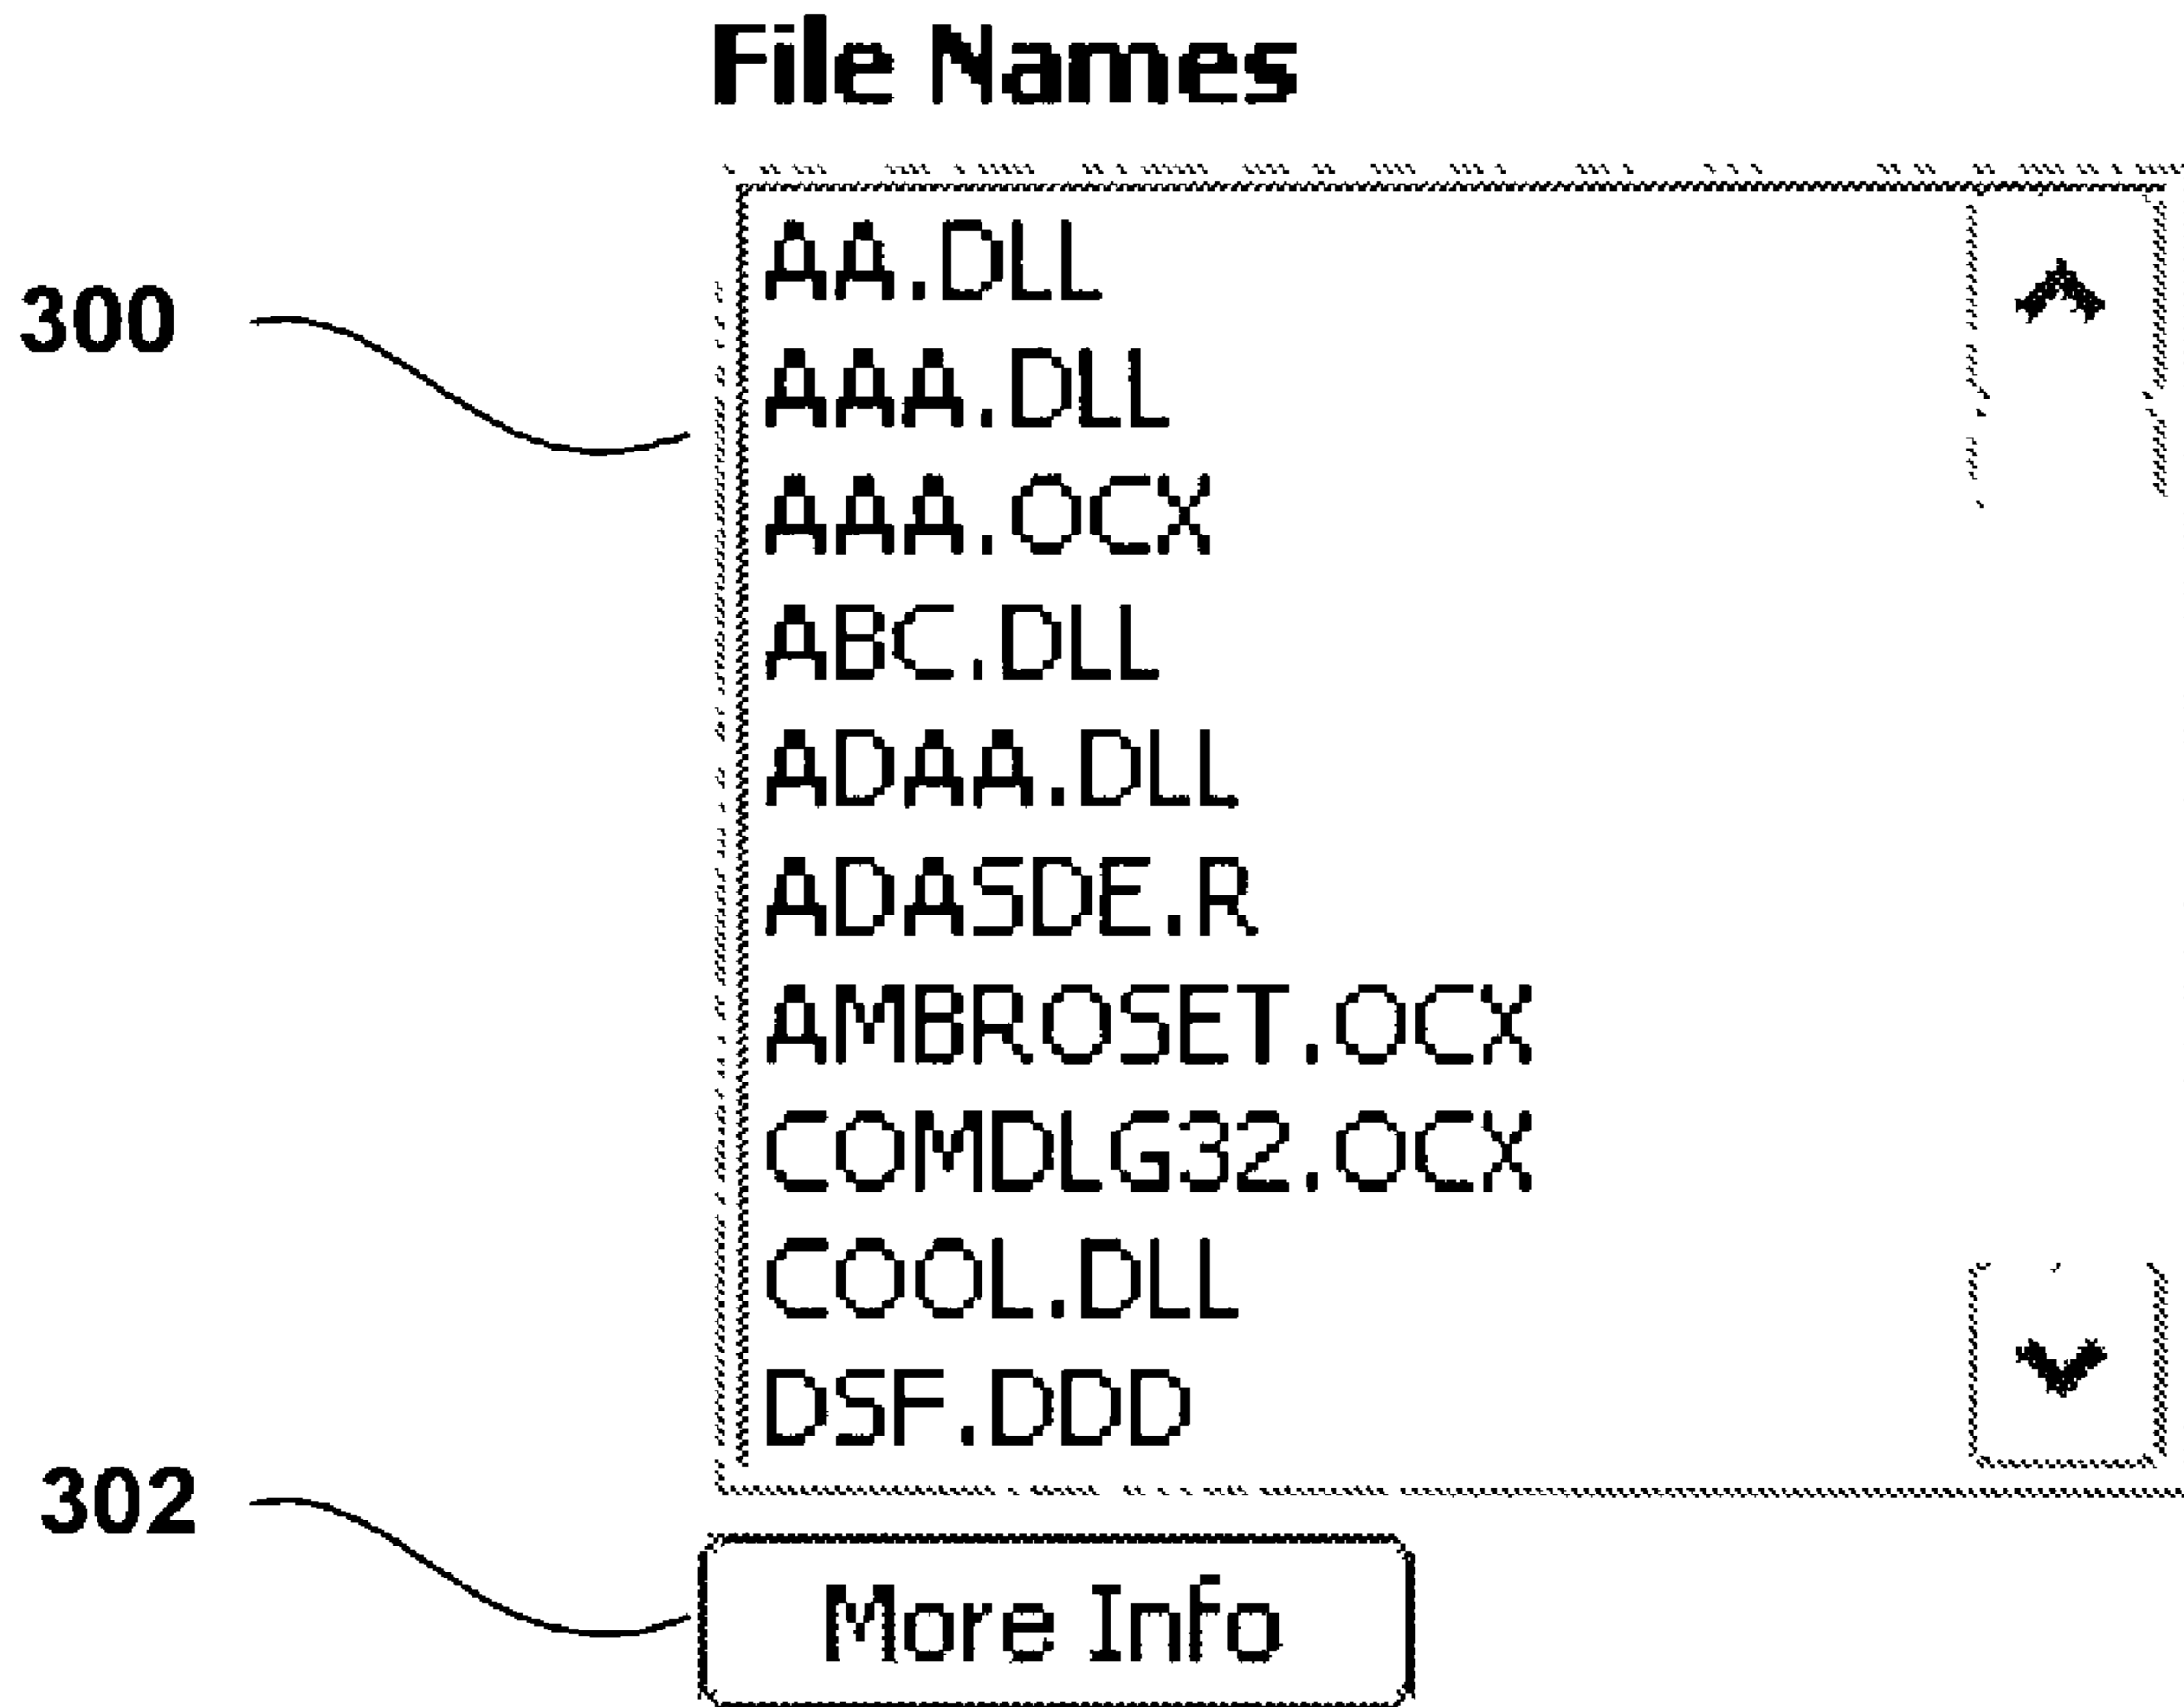 File Names
300
AA.DLL
AAA.DLL
AAA.OCX
ABC.DLL
ADAA.DLL
ADASDE.R
AMBROSET.OCX
COMDLG32.OCX
COOL.DLL
DSF.DDD
302
More Info